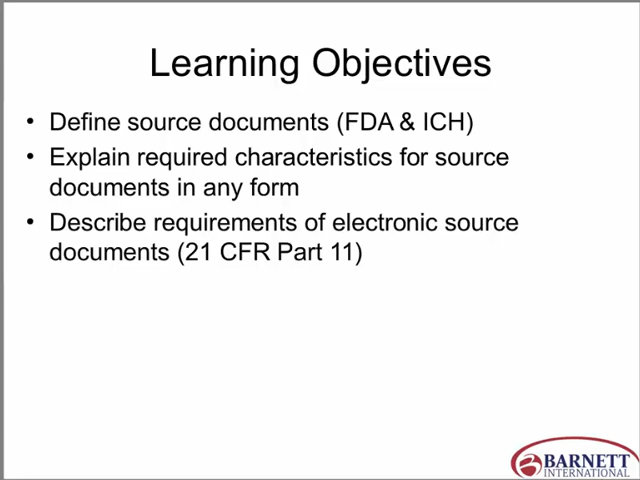 Learning Objectives
• Define source documents (FDA & ICH)
• Explain required characteristics for source
documents in any form
• Describe requirements of electronic source
documents (21 CFR Part 11)
BARNETT
INTERNATIONAL